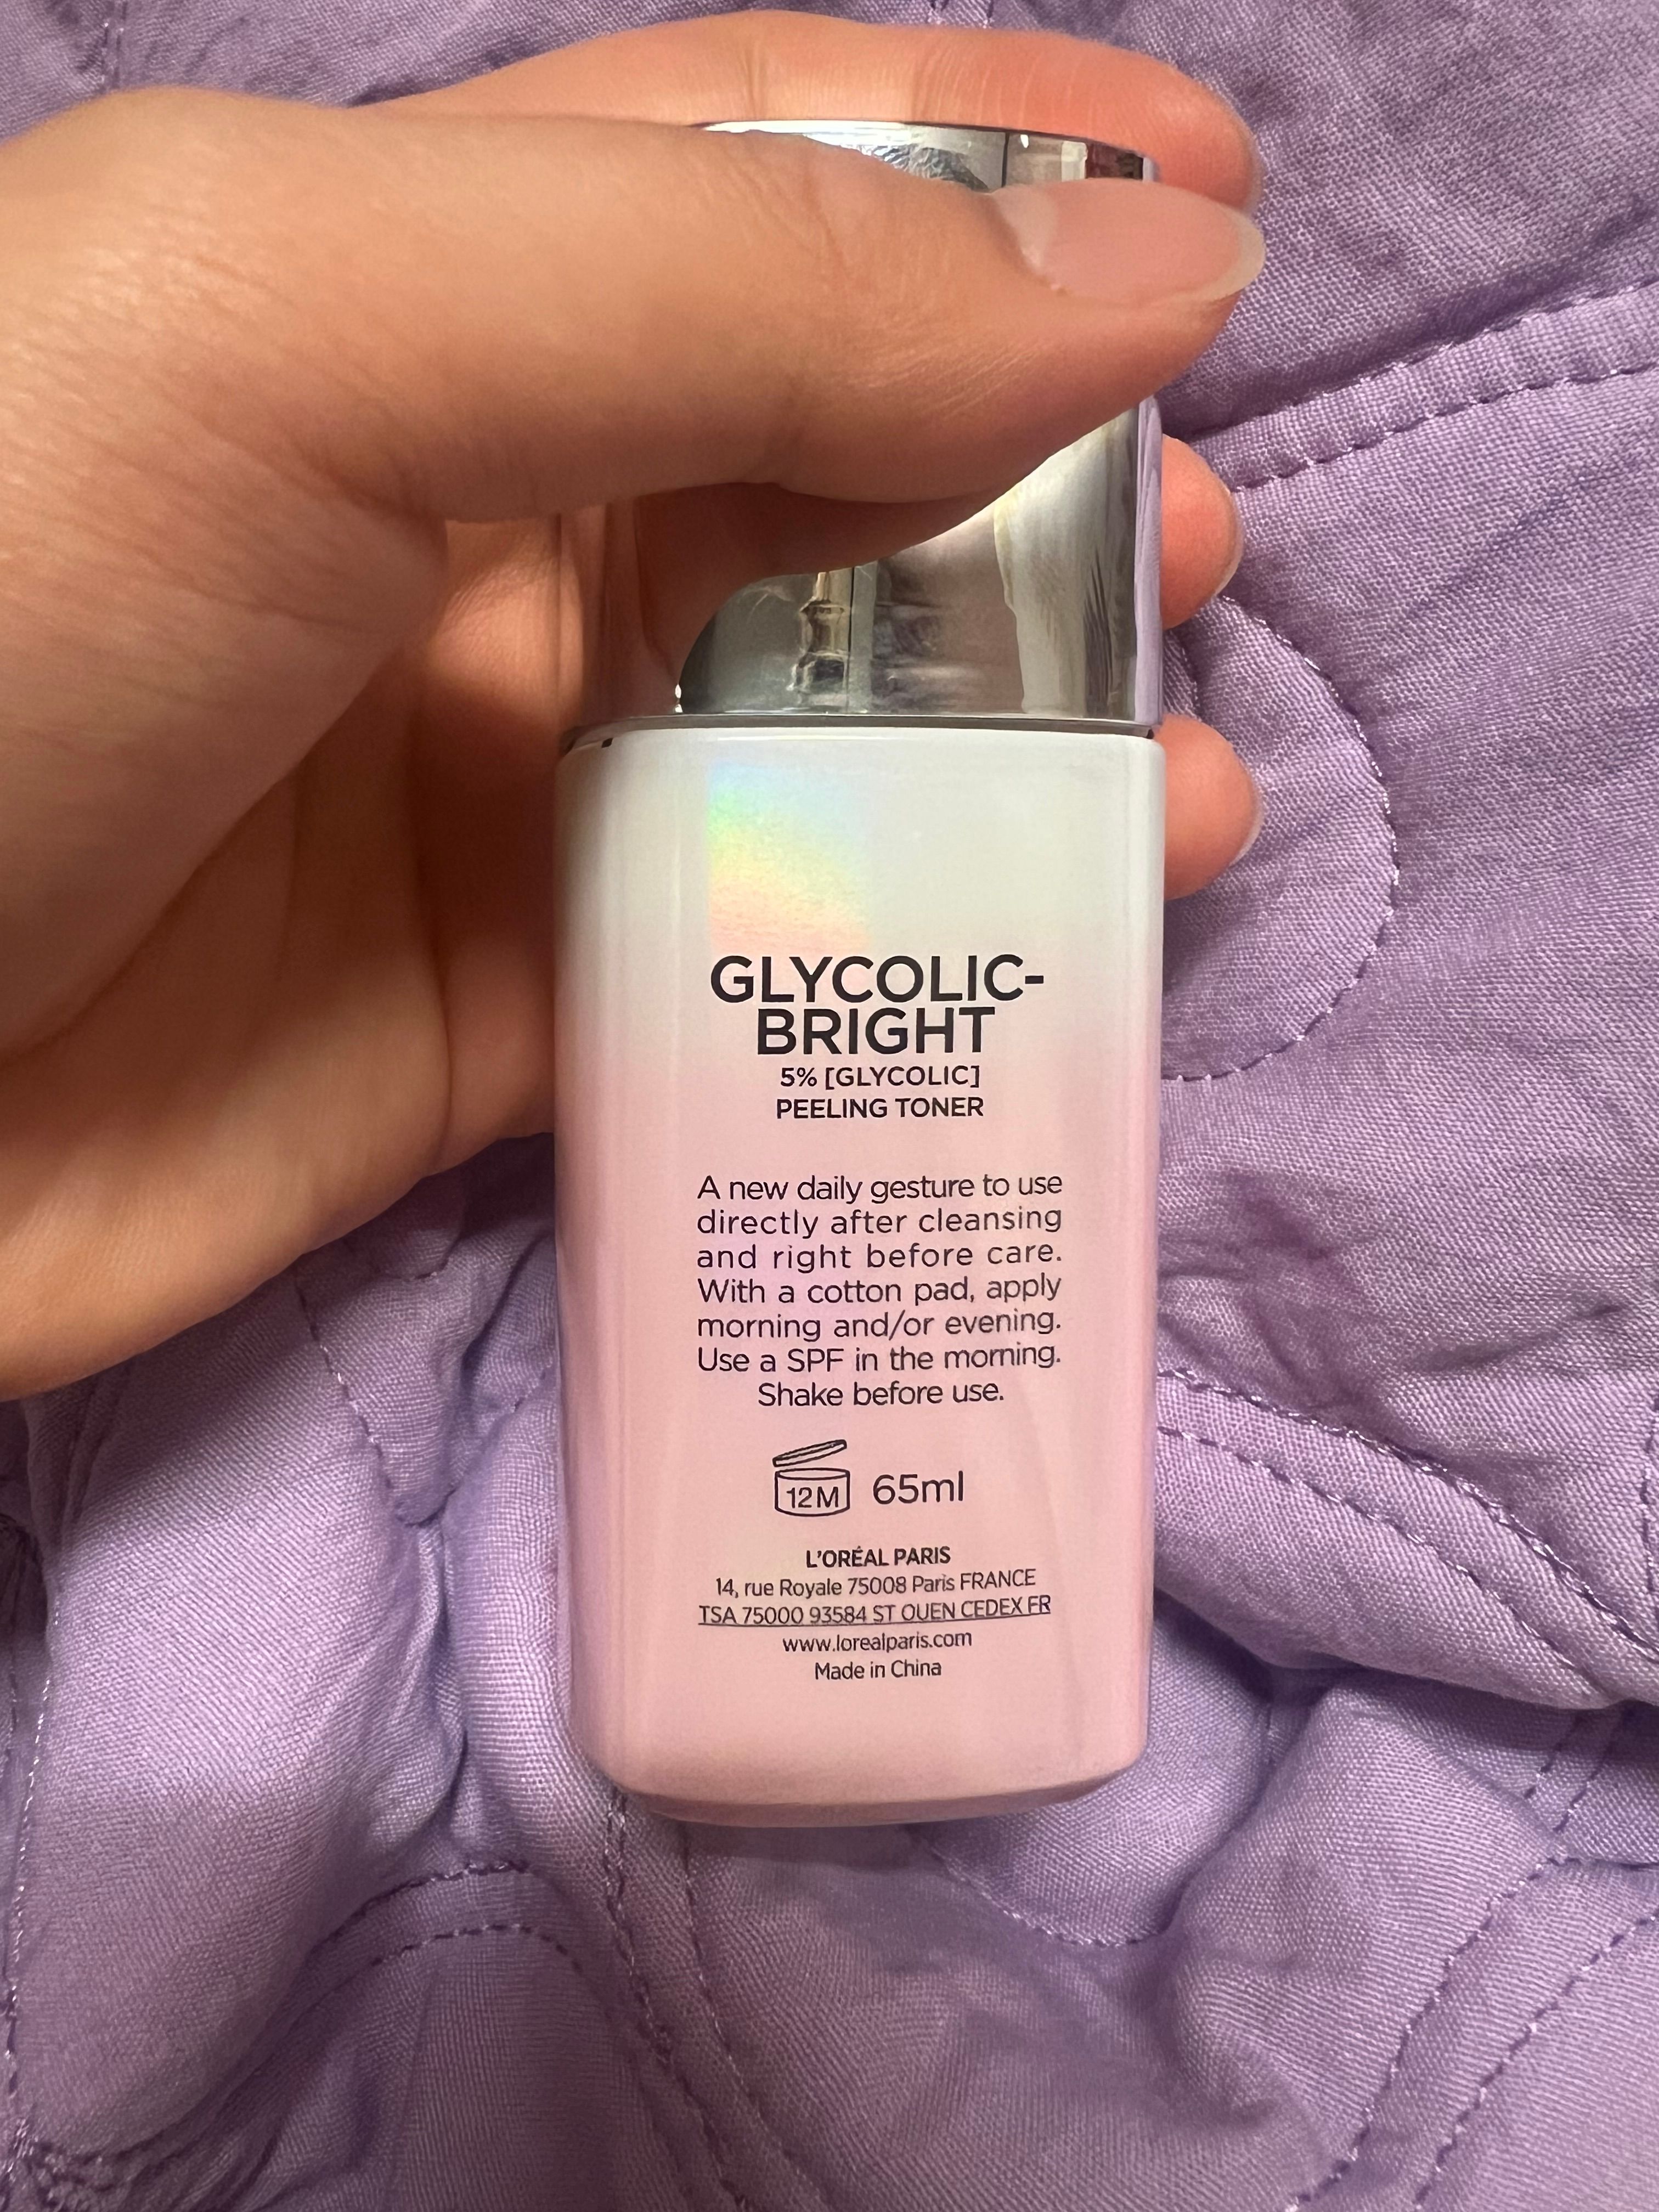 GLYCOLIC-
BRIGHT
5% [GLYCOLIC]
PEELING TONER
A new daily gesture to use
directly after cleansing
and right before care.
With a cotton pad, apply
morning and/or evening.
Use a SPF in the morning.
Shake before use.
12M 65ml
L'ORÉAL PARIS
14, rue Royale 75008 Paris FRANCE
TSA 75000 93584 ST OUEN CEDEX FR
www.lorealparis.com
Made in China